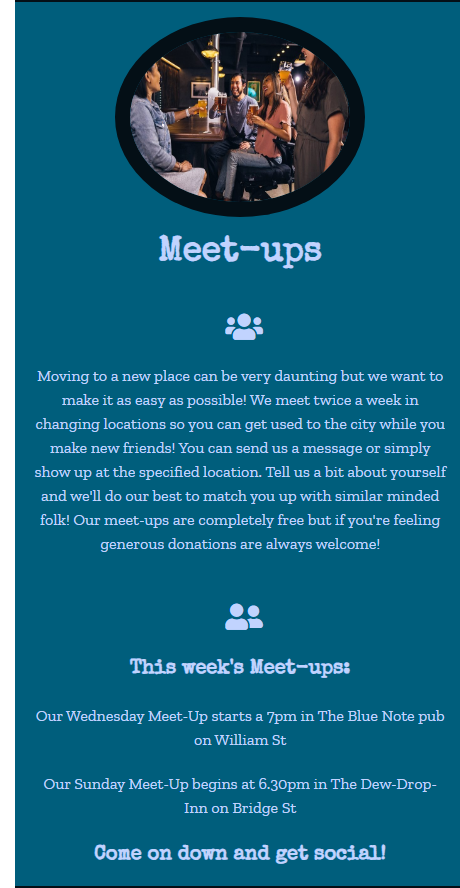 Meet-ups
Moving to a new place can be very daunting but we want to
make it as easy as possible! We meet twice a week in
changing locations so you can get used to the city while you
make new friends! You can send us a message or simply
show up at the specified location. Tell us a bit about yourself
and we'll do our best to match you up with similar minded
folk! Our meet-ups are completely free but if you're feeling
generous donations are always welcome!
This week's Meet-ups:
Our Wednesday Meet-Up starts a 7pm in The Blue Note pub
on William St
Our Sunday Meet-Up begins at 6.30pm in The Dew-Drop-
Inn on Bridge St
Come on down and get social!